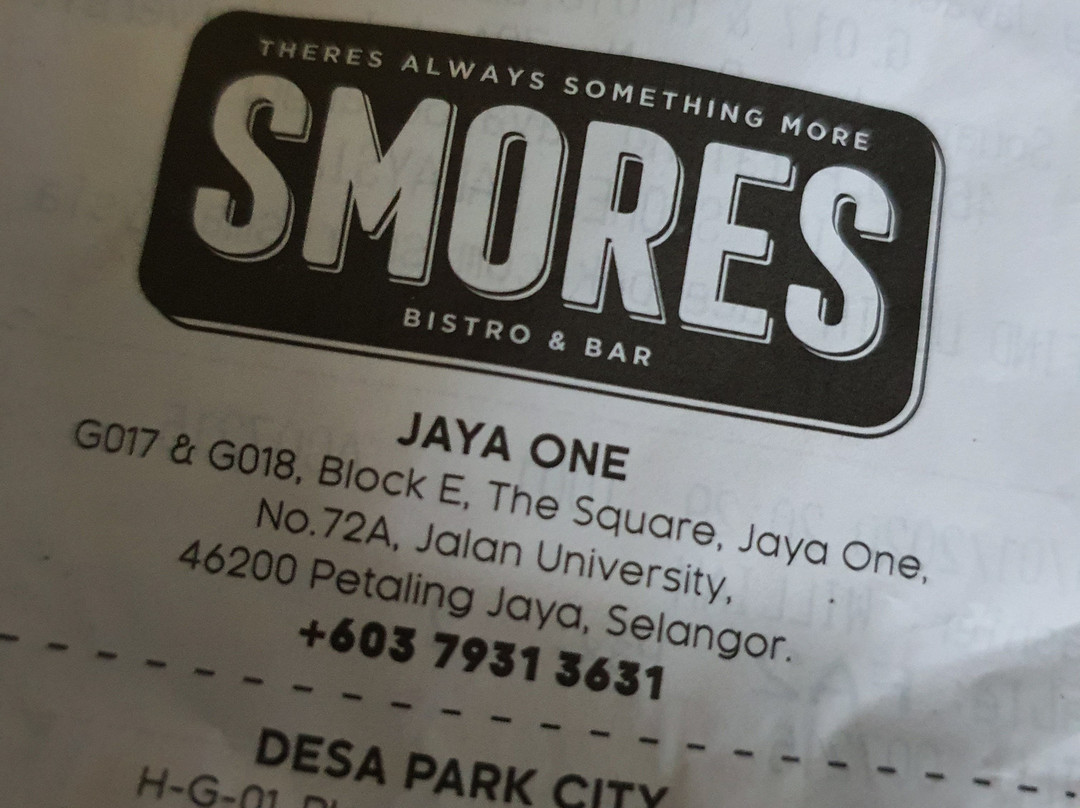 THERES ALWAYS SOMETHING MORE
SMORES
BISTRO & BAR
JAYA ONE
G017 & G018, Block E, The Square, Jaya One,
No.72A, Jalan University,
46200 Petaling Jaya, Selangor.
+603 7931 3631
DESA PARK CITY
H-G-01